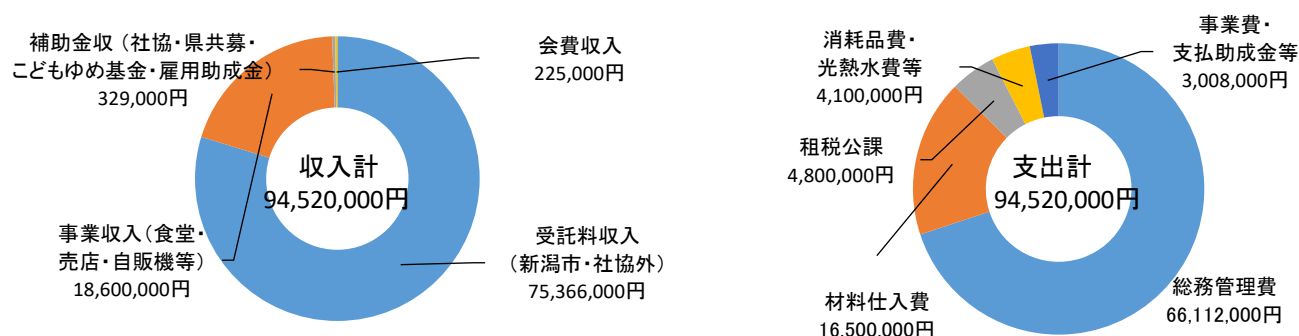 補助金収（社協・県共募・
こどもゆめ基金・雇用助成金）
329,000円
会費収入
225,000円
収入計
94,520,000円
事業収入（食堂・
売店・自販機等）
18,600,000円
受託料収入
（新潟市・社協外）
75,366,000円
消耗品費・
光熱水費等
4,100,000円
事業費・
支払助成金等
3,008,000円
租税公課
4,800,000円
支出計
94,520,000円
材料仕入費
16,500,000円
総務管理費
66,112,000円